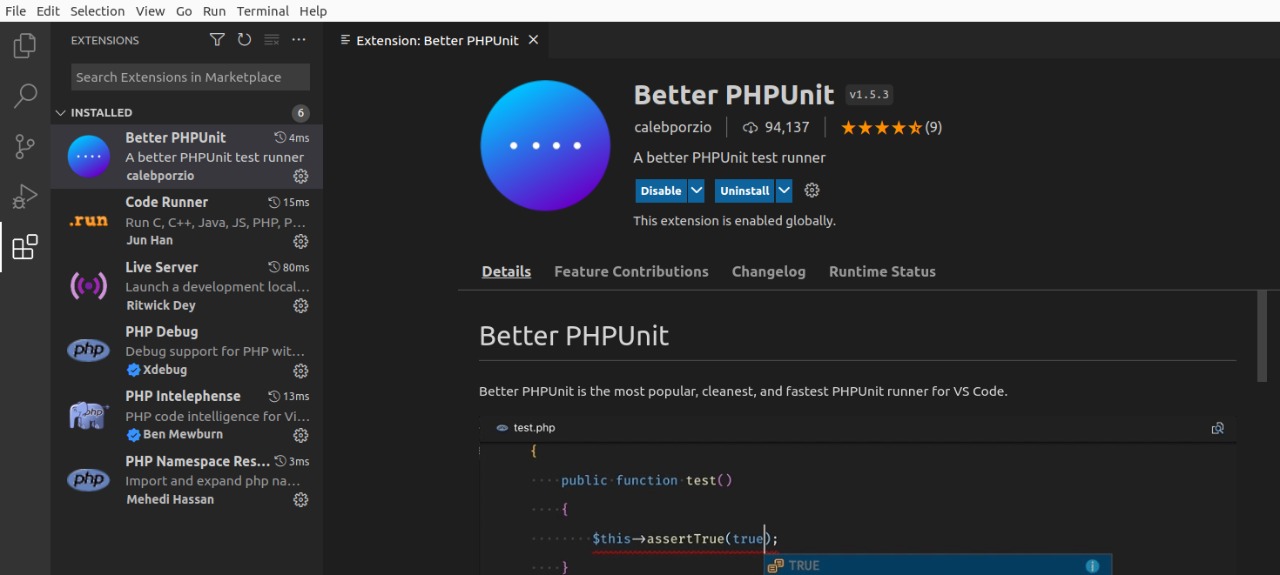 File Edit Selection View Go Run Terminal Help
EXTENSIONS
Search Extensions in Marketplace
INSTALLED 6
Better PHPUnit 4ms
A better PHPUnit test runner
calebporzio
.run
Code Runner 15ms
Run C, C++, Java, JS, PHP, P...
Jun Han
Live Server 80ms
Launch a development local...
Ritwick Dey
php
PHP Debug
Debug support for PHP wit...
Xdebug
php
PHP Intelephense 13ms
PHP code intelligence for Vi...
Ben Mewburn
php
PHP Namespace Res... 3ms
Import and expand php na...
Mehedi Hassan
Extension: Better PHPUnit
Better PHPUnit v1.5.3
calebporzio 94,137 (9)
A better PHPUnit test runner
Disable Uninstall
This extension is enabled globally.
Details Feature Contributions Changelog Runtime Status
Better PHPUnit
Better PHPUnit is the most popular, cleanest, and fastest PHPUnit runner for VS Code.
test.php
{
····public·function·test()
····{
········$this->assertTrue(true);
TRUE
····}